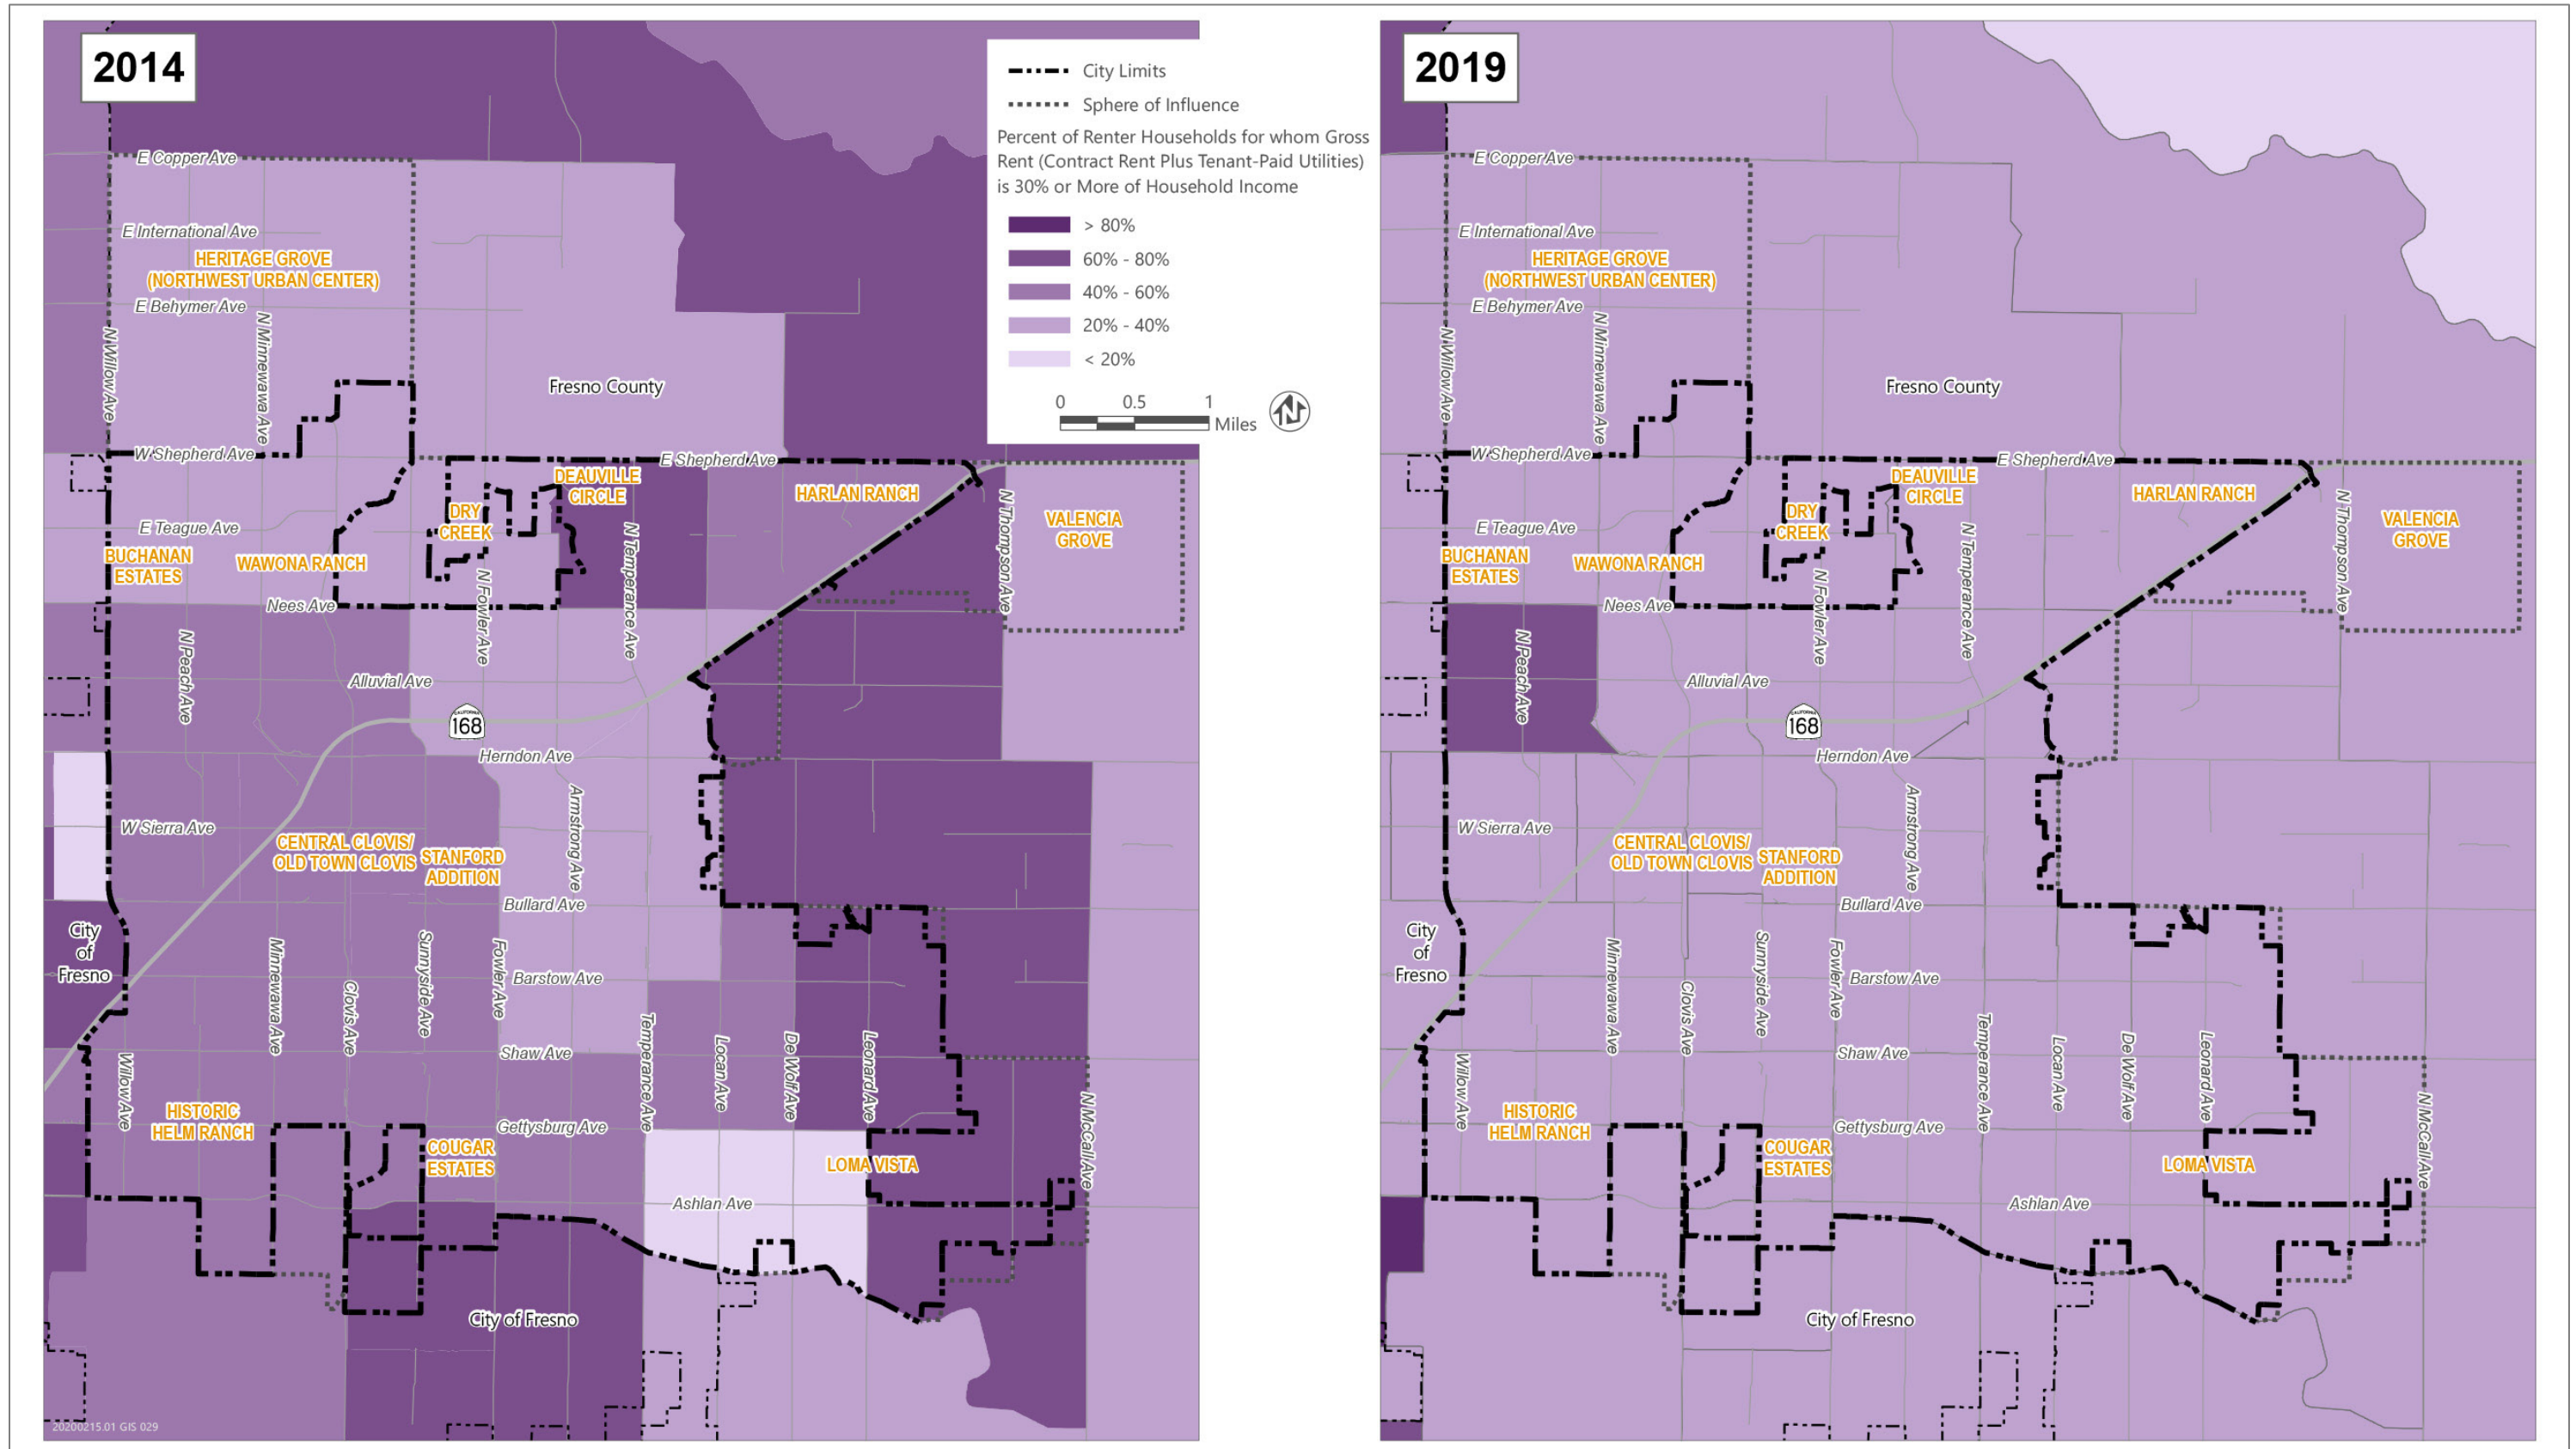 2014
City Limits
Sphere of Influence
Percent of Renter Households for whom Gross
Rent (Contract Rent Plus Tenant-Paid Utilities)
is 30% or More of Household Income
> 80%
60% - 80%
40% - 60%
20% - 40%
< 20%
0 0.5 1
Miles
N
E Copper Ave
E International Ave
HERITAGE GROVE
(NORTHWEST URBAN CENTER)
E Behymer Ave
N Willow Ave
N Minnewawa Ave
Fresno County
W Shepherd Ave
E Shepherd Ave
DEAUVILLE
CIRCLE
HARLAN RANCH
DRY
CREEK
N Thompson Ave
VALENCIA
GROVE
E Teague Ave
N Temperance Ave
BUCHANAN
ESTATES
WAWONA RANCH
N Fowler Ave
Nees Ave
N Peach Ave
Alluvial Ave
CALIFORNIA
168
Herndon Ave
Armstrong Ave
W Sierra Ave
CENTRAL CLOVIS/
OLD TOWN CLOVIS
STANFORD
ADDITION
Bullard Ave
City
of
Fresno
Minnewawa Ave
Clovis Ave
Sunnyside Ave
Fowler Ave
Barstow Ave
Shaw Ave
Willow Ave
Temperance Ave
Locan Ave
De Wolf Ave
Leonard Ave
N McCall Ave
HISTORIC
HELM RANCH
Gettysburg Ave
COUGAR
ESTATES
LOMA VISTA
Ashlan Ave
City of Fresno
20200215.01 GIS 029
2019
E Copper Ave
E International Ave
HERITAGE GROVE
(NORTHWEST URBAN CENTER)
E Behymer Ave
N Willow Ave
N Minnewawa Ave
Fresno County
W Shepherd Ave
E Shepherd Ave
DEAUVILLE
CIRCLE
HARLAN RANCH
DRY
CREEK
N Thompson Ave
VALENCIA
GROVE
E Teague Ave
N Temperance Ave
BUCHANAN
ESTATES
WAWONA RANCH
N Fowler Ave
Nees Ave
N Peach Ave
Alluvial Ave
CALIFORNIA
168
Herndon Ave
Armstrong Ave
W Sierra Ave
CENTRAL CLOVIS/
OLD TOWN CLOVIS
STANFORD
ADDITION
Bullard Ave
City
of
Fresno
Minnewawa Ave
Clovis Ave
Sunnyside Ave
Fowler Ave
Barstow Ave
Shaw Ave
Willow Ave
Temperance Ave
Locan Ave
De Wolf Ave
Leonard Ave
N McCall Ave
HISTORIC
HELM RANCH
Gettysburg Ave
COUGAR
ESTATES
LOMA VISTA
Ashlan Ave
City of Fresno